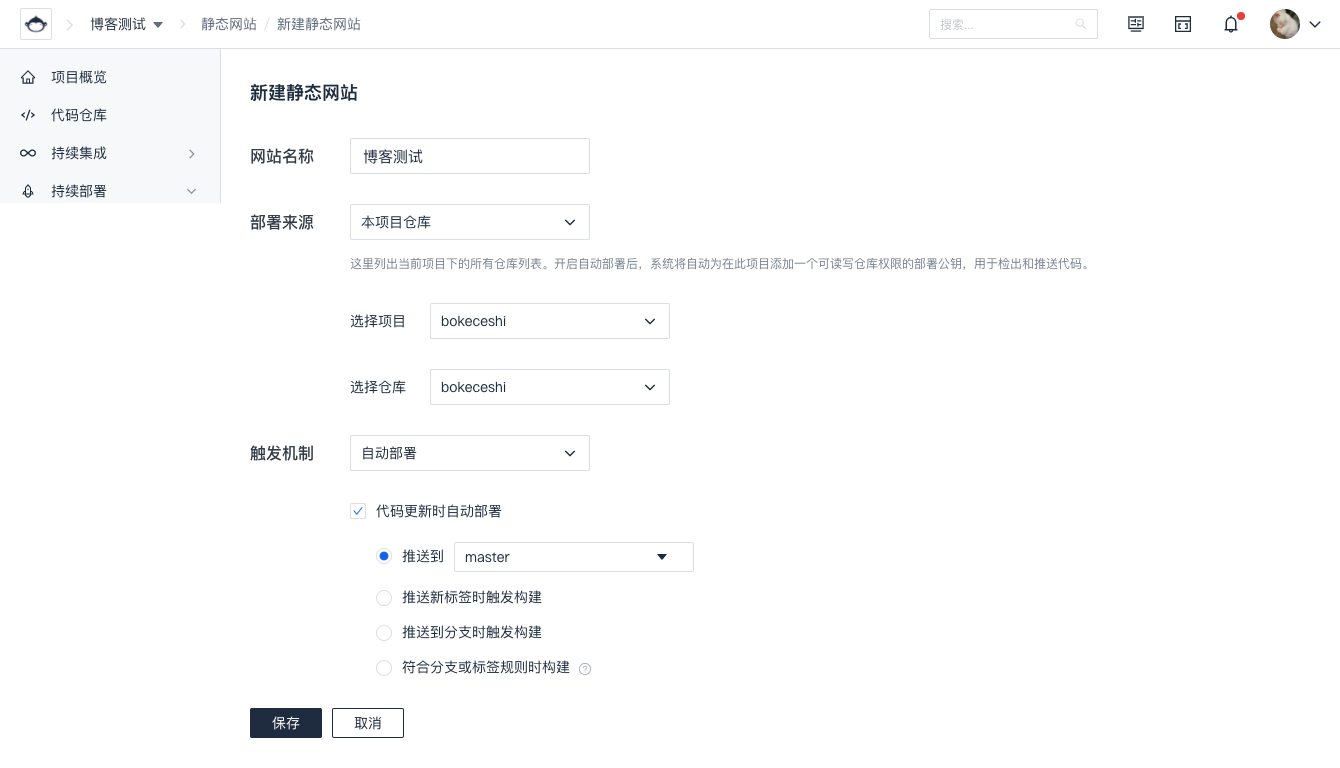 博客测试
静态网站 / 新建静态网站
搜索...
项目概览
代码仓库
持续集成
持续部署
新建静态网站
网站名称
博客测试
部署来源
本项目仓库
这里列出当前项目下的所有仓库列表。开启自动部署后，系统将自动为在此项目添加一个可读写仓库权限的部署公钥，用于检出和推送代码。
选择项目
bokeceshi
选择仓库
bokeceshi
触发机制
自动部署
代码更新时自动部署
推送到
master
推送新标签时触发构建
推送到分支时触发构建
符合分支或标签规则时构建
保存
取消